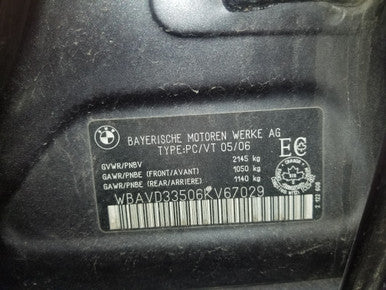 BMW
BAYERISCHE MOTOREN WERKE AG
TYPE:PC/VT 05/06
EC
GVWR/PNBV 2145 kg
GAWR/PNBE (FRONT/AVANT) 1050 kg
GAWR/PNBE (REAR/ARRIERE) 1140 kg
WBAVD33506KV67029